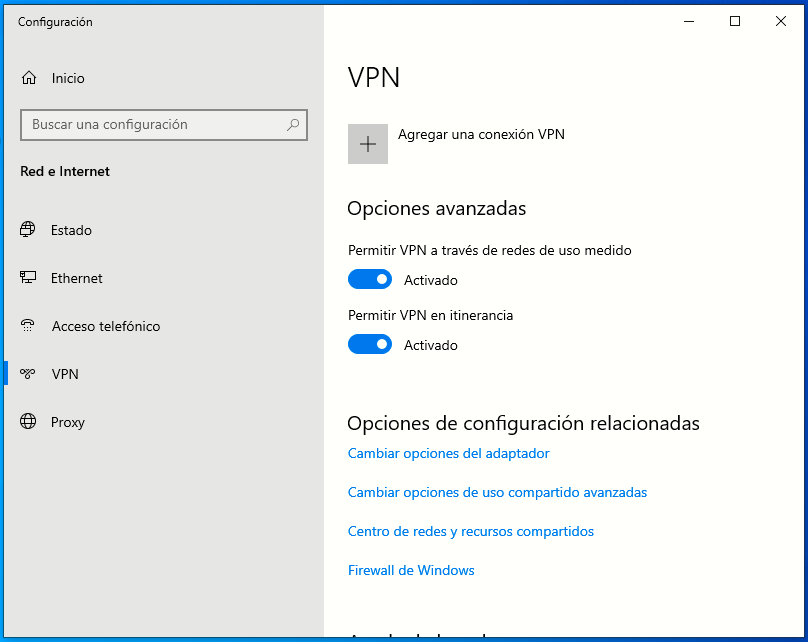 Configuración
Inicio
Buscar una configuración
Red e Internet
Estado
Ethernet
Acceso telefónico
VPN
Proxy
VPN
Agregar una conexión VPN
Opciones avanzadas
Permitir VPN a través de redes de uso medido
Activado
Permitir VPN en itinerancia
Activado
Opciones de configuración relacionadas
Cambiar opciones del adaptador
Cambiar opciones de uso compartido avanzadas
Centro de redes y recursos compartidos
Firewall de Windows